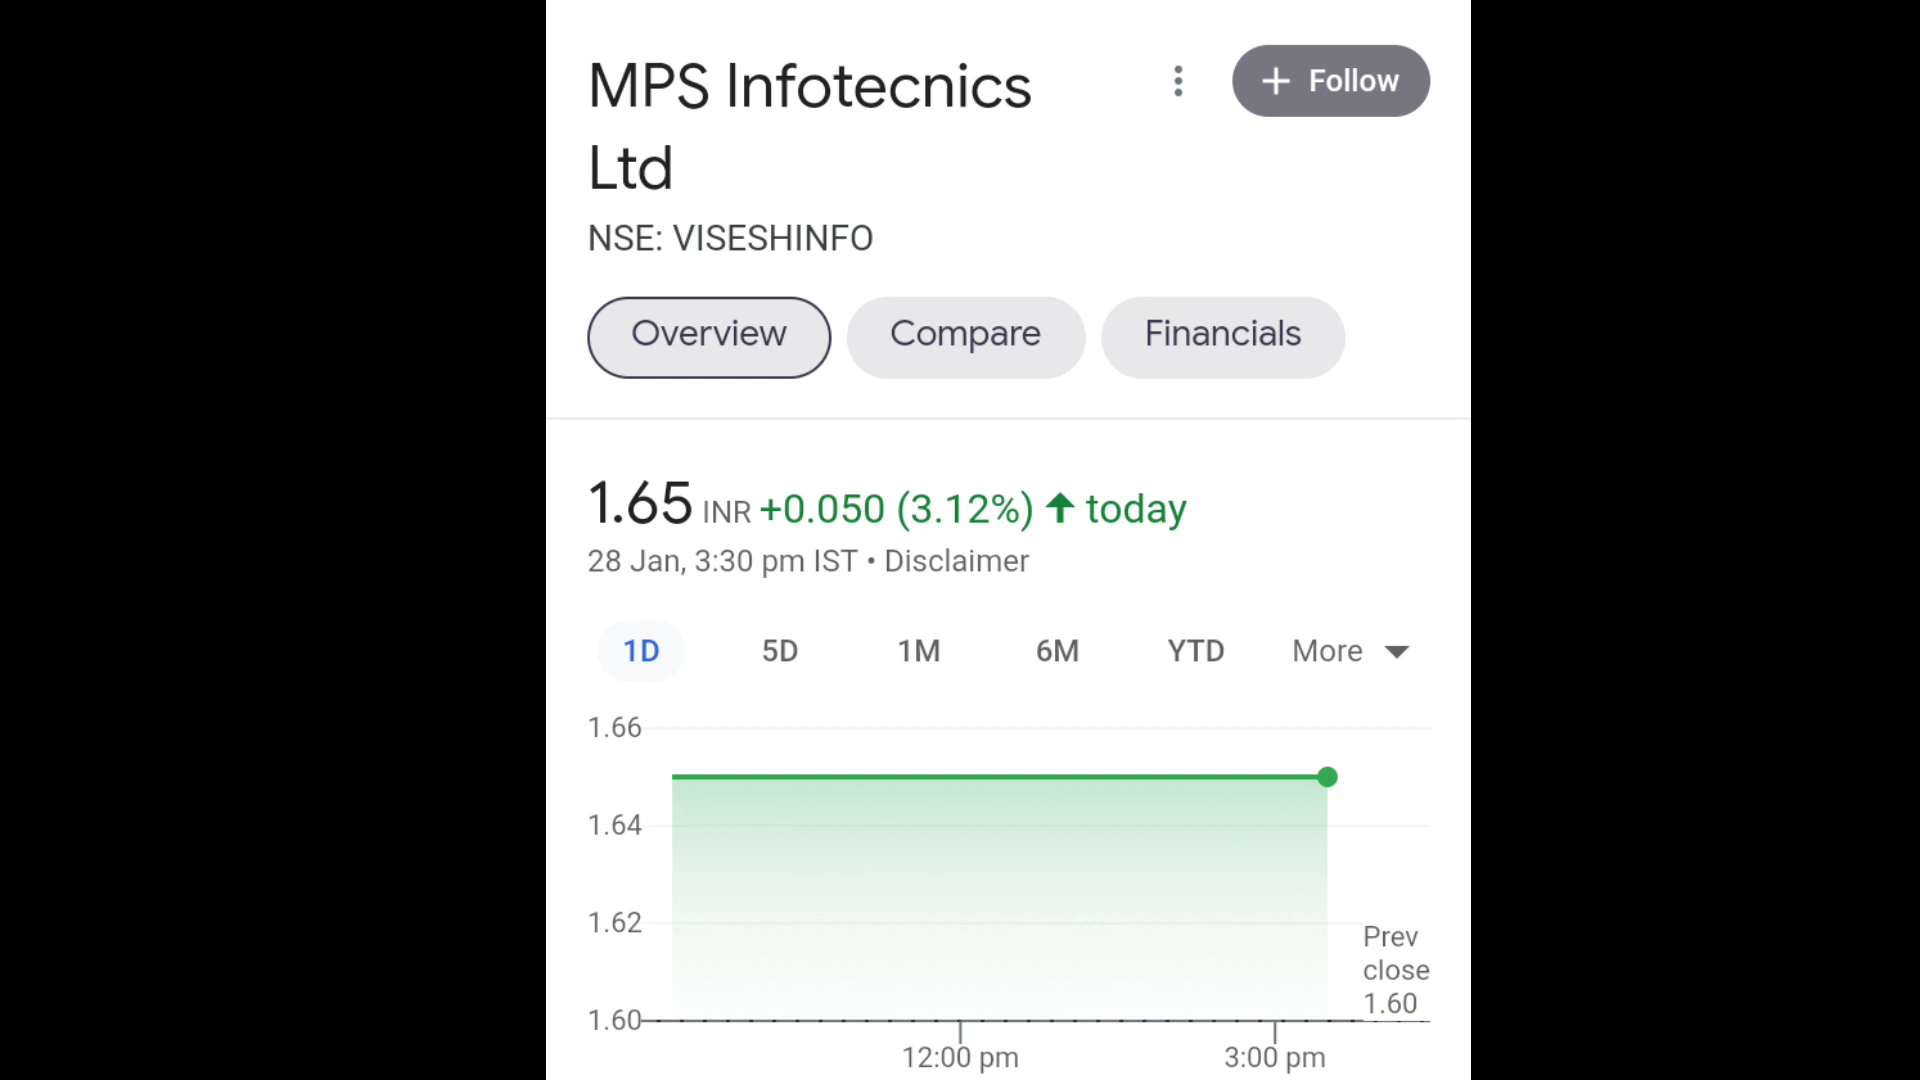 MPS Infotecnics
Ltd
+ Follow
NSE: VISESHINFO
Overview
Compare
Financials
1.65 INR +0.050 (3.12%) ↑ today
28 Jan, 3:30 pm IST • Disclaimer
1D
5D
1M
6M
YTD
More
1.66
1.64
1.62
1.60
Prev
close
1.60
12:00 pm
3:00 pm